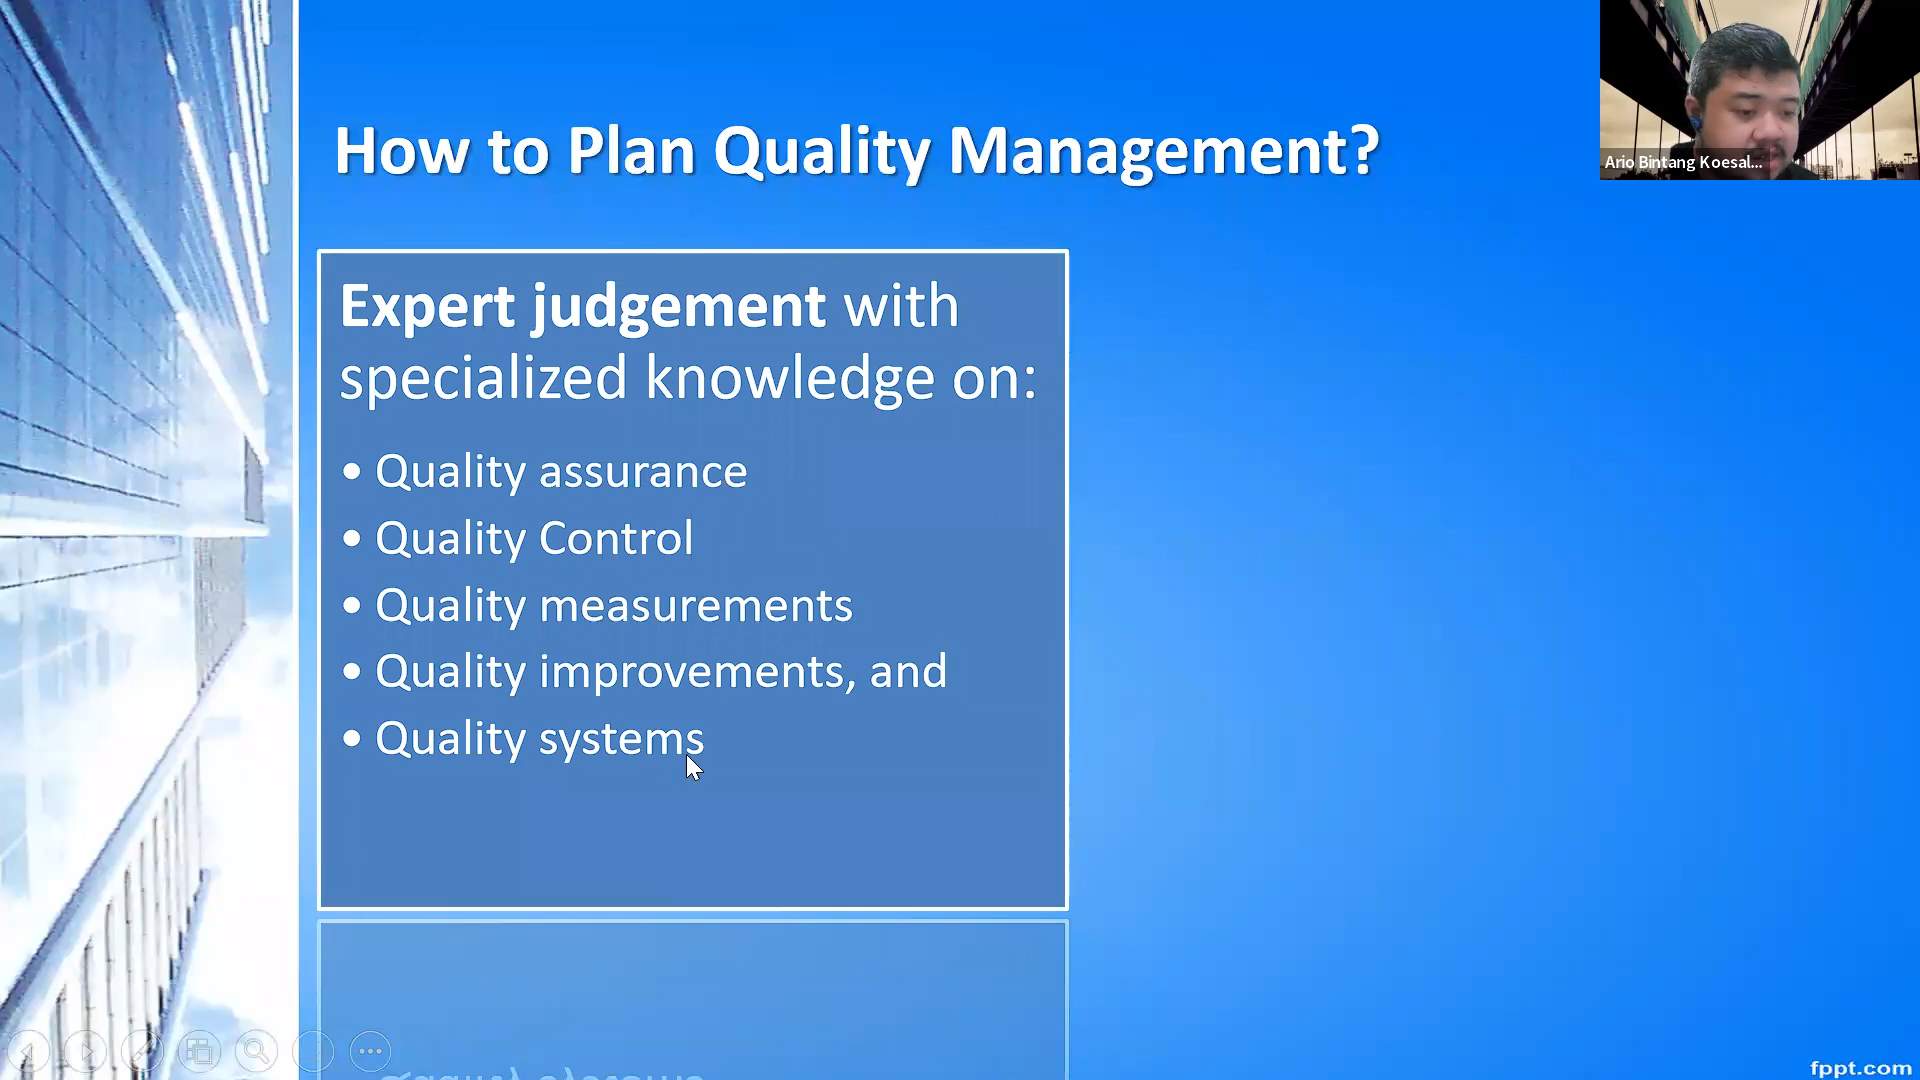 How to Plan Quality Management?
Ario Bintang Koesal...
Expert judgement with
specialized knowledge on:
• Quality assurance
• Quality Control
• Quality measurements
• Quality improvements, and
• Quality systems
fppt.com